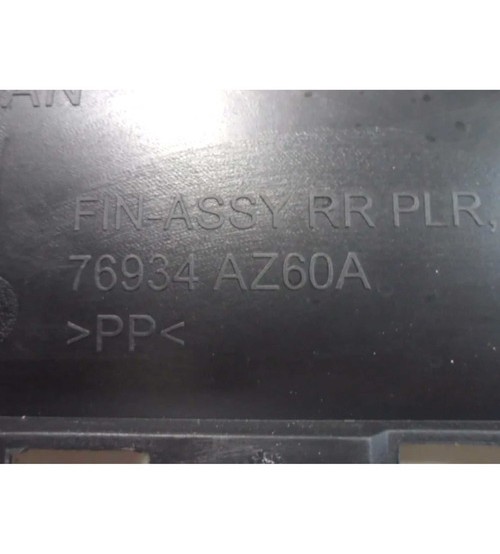 FIN-ASSY RR PLR,
76934 AZ60A
>PP<